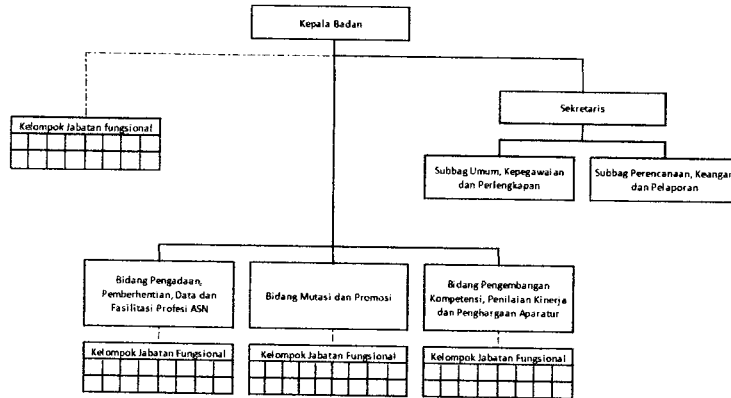 Kepala Badan
Sekretaris
Kelompok Jabatan fungsional
Subbag Umum, Kepegawaian
dan Perlengkapan
Subbag Perencanaan, Keangan
dan Pelaporan
Bidang Pengadaan,
Pemberhentian, Data dan
Fasilitasi Profesi ASN
Bidang Mutasi dan Promosi
Bidang Pengembangan
Kompetensi, Penilaian Kinerja
dan Penghargaan Aparatur
Kelompok Jabatan Fungsional
Kelompok Jabatan Fungsional
Kelompok Jabatan Fungsional